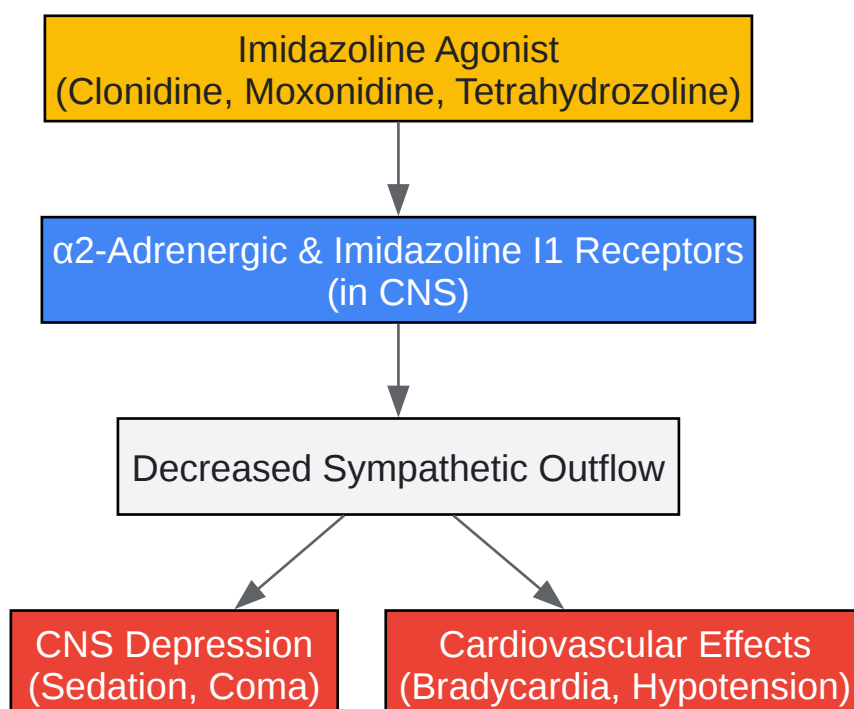 Imidazoline Agonist
(Clonidine, Moxonidine, Tetrahydrozoline)
α2-Adrenergic & Imidazoline I1 Receptors
(in CNS)
Decreased Sympathetic Outflow
CNS Depression
(Sedation, Coma)
Cardiovascular Effects
(Bradycardia, Hypotension)